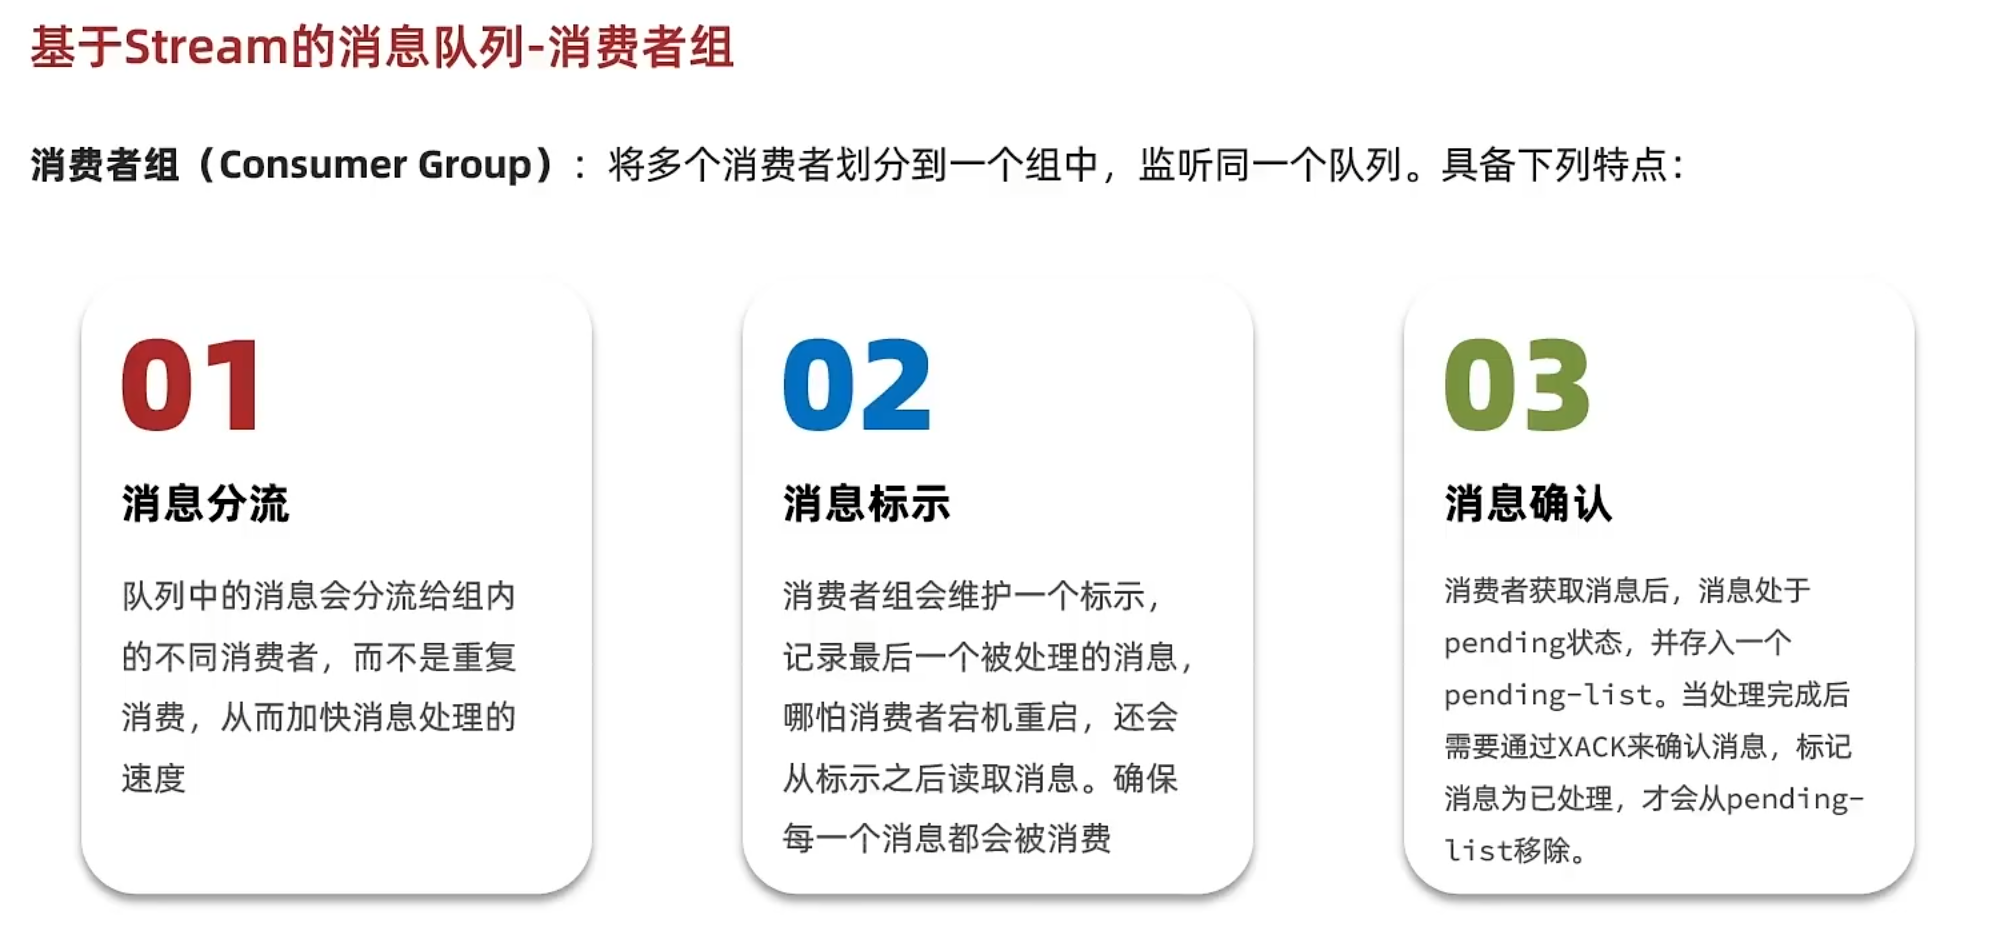 基于Stream的消息队列-消费者组
消费者组（Consumer Group）：将多个消费者划分到一个组中，监听同一个队列。具备下列特点：
01
消息分流
队列中的消息会分流给组内
的不同消费者，而不是重复
消费，从而加快消息处理的
速度
02
消息标示
消费者组会维护一个标示，
记录最后一个被处理的消息，
哪怕消费者宕机重启，还会
从标示之后读取消息。确保
每一个消息都会被消费
03
消息确认
消费者获取消息后，消息处于
pending状态，并存入一个
pending-list。当处理完成后
需要通过XACK来确认消息，标记
消息为已处理，才会从pending-
list移除。